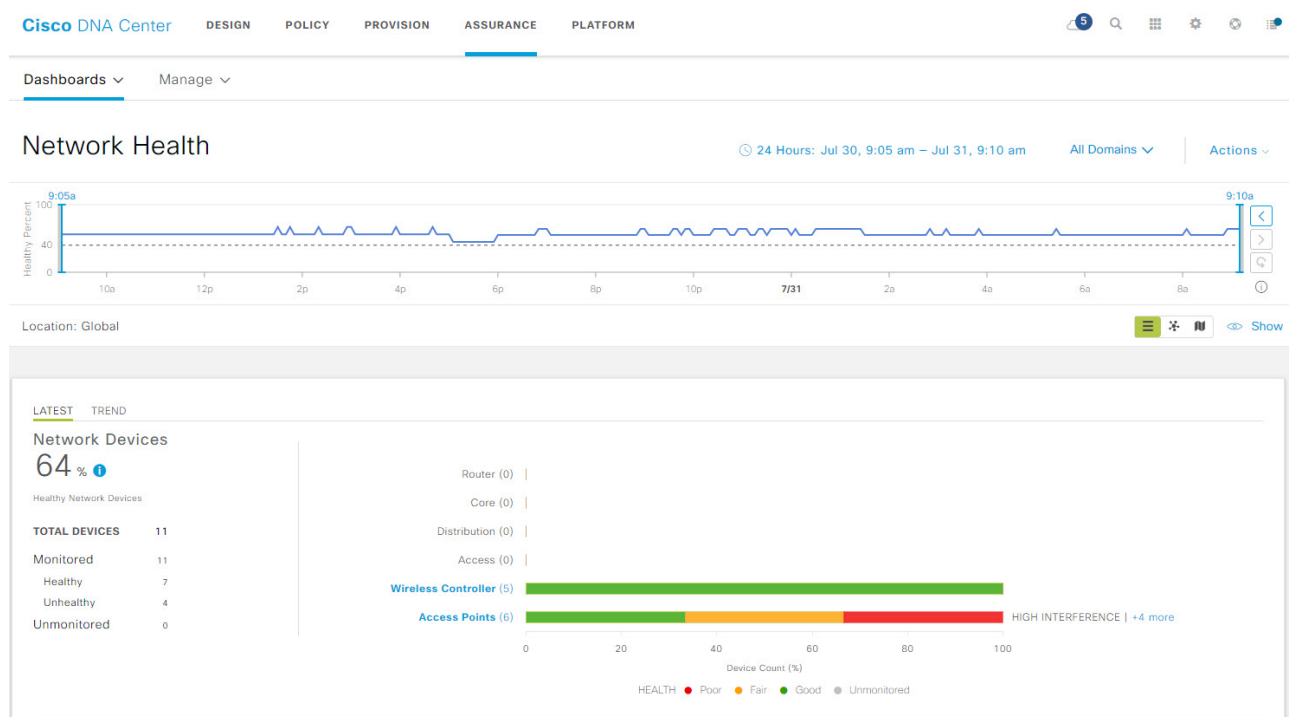 Cisco DNA Center DESIGN POLICY PROVISION ASSURANCE PLATFORM 5
Dashboards Manage
Network Health
24 Hours: Jul 30, 9:05 am – Jul 31, 9:10 am All Domains Actions
9:05a 9:10a
Healthy Percent
100
40
0
10a 12p 2p 4p 6p 8p 10p 7/31 2a 4a 6a 8a
Location: Global Show
LATEST TREND
Network Devices
64 % i
Healthy Network Devices
TOTAL DEVICES 11
Monitored 11
Healthy 7
Unhealthy 4
Unmonitored 0
Router (0)
Core (0)
Distribution (0)
Access (0)
Wireless Controller (5)
Access Points (6) HIGH INTERFERENCE | +4 more
0 20 40 60 80 100
Device Count (%)
HEALTH Poor Fair Good Unmonitored